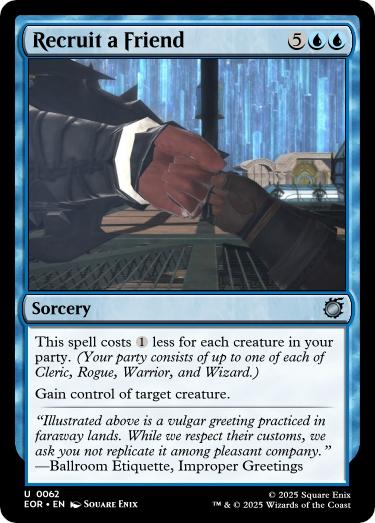 Recruit a Friend 5
Sorcery
This spell costs 1 less for each creature in your
party. (Your party consists of up to one of each of
Cleric, Rogue, Warrior, and Wizard.)
Gain control of target creature.
“Illustrated above is a vulgar greeting practiced in
faraway lands. While we respect their customs, we
ask you not replicate it among pleasant company.”
—Ballroom Etiquette, Improper Greetings
U 0062
EOR • EN Square Enix
© 2025 Square Enix
™ & © 2025 Wizards of the Coast